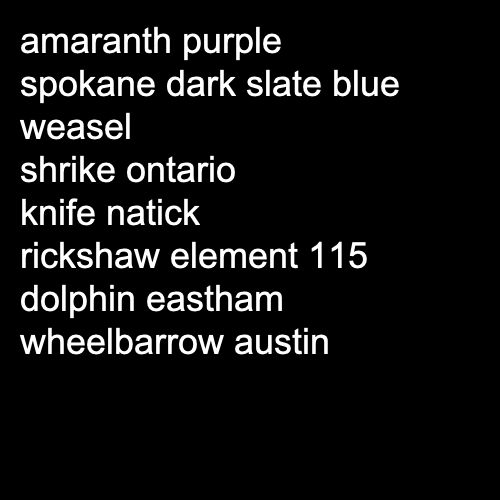 amaranth purple
spokane dark slate blue
weasel
shrike ontario
knife natick
rickshaw element 115
dolphin eastham
wheelbarrow austin